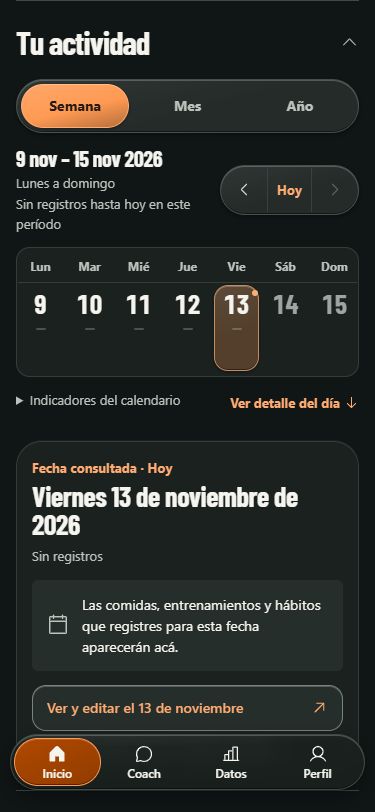 Tu actividad
Semana Mes Año
9 nov – 15 nov 2026
Lunes a domingo
Sin registros hasta hoy en este
período
Hoy
Lun Mar Mié Jue Vie Sáb Dom
9 10 11 12 13 14 15
— — — — —
Indicadores del calendario
Ver detalle del día ↓
Fecha consultada · Hoy
Viernes 13 de noviembre de
2026
Sin registros
Las comidas, entrenamientos y hábitos
que registres para esta fecha
aparecerán acá.
Ver y editar el 13 de noviembre
Inicio Coach Datos Perfil